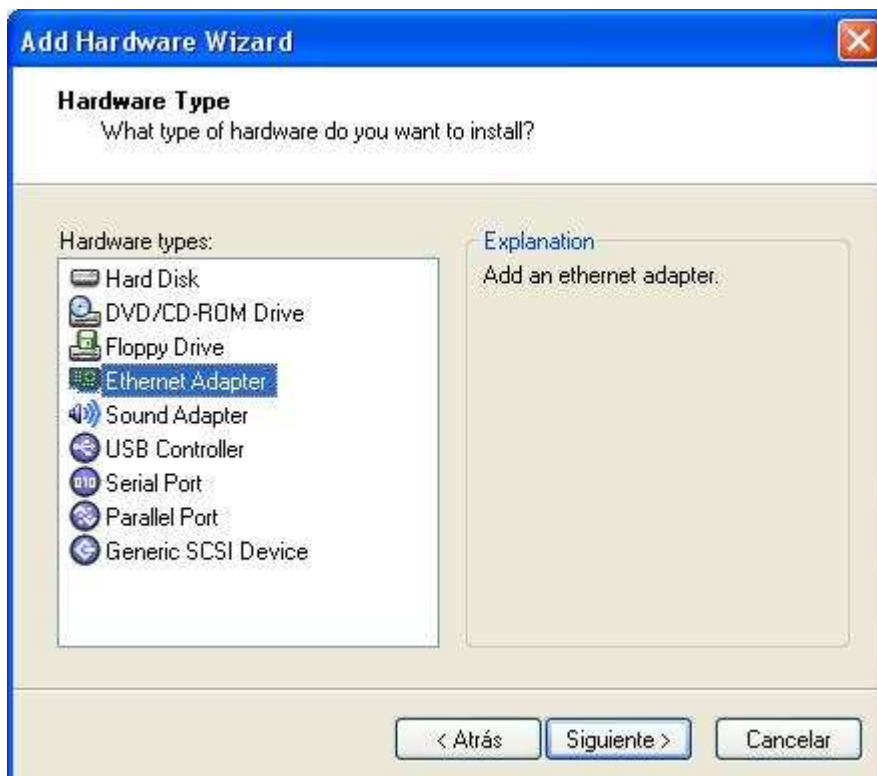 Add Hardware Wizard
Hardware Type
What type of hardware do you want to install?
Hardware types:
Hard Disk
DVD/CD-ROM Drive
Floppy Drive
Ethernet Adapter
Sound Adapter
USB Controller
Serial Port
Parallel Port
Generic SCSI Device
Explanation
Add an ethernet adapter.
< Atrás
Siguiente >
Cancelar